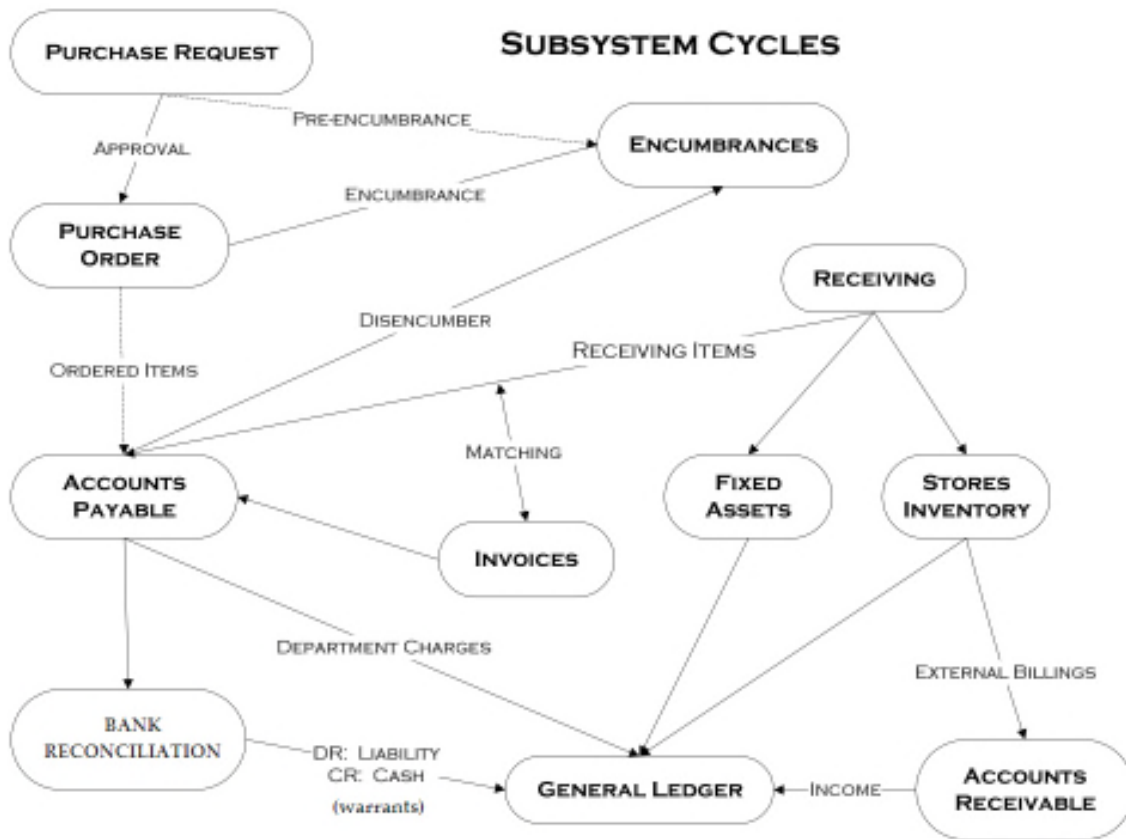 SUBSYSTEM CYCLES
PURCHASE REQUEST
PRE-ENCUMBRANCE
ENCUMBRANCES
APPROVAL
ENCUMBRANCE
PURCHASE
ORDER
RECEIVING
DISENCUMBER
RECEIVING ITEMS
ORDERED ITEMS
MATCHING
ACCOUNTS
PAYABLE
FIXED
ASSETS
STORES
INVENTORY
INVOICES
DEPARTMENT CHARGES
EXTERNAL BILLINGS
BANK
RECONCILIATION
DR: LIABILITY
CR: CASH
(warrants)
GENERAL LEDGER
INCOME
ACCOUNTS
RECEIVABLE